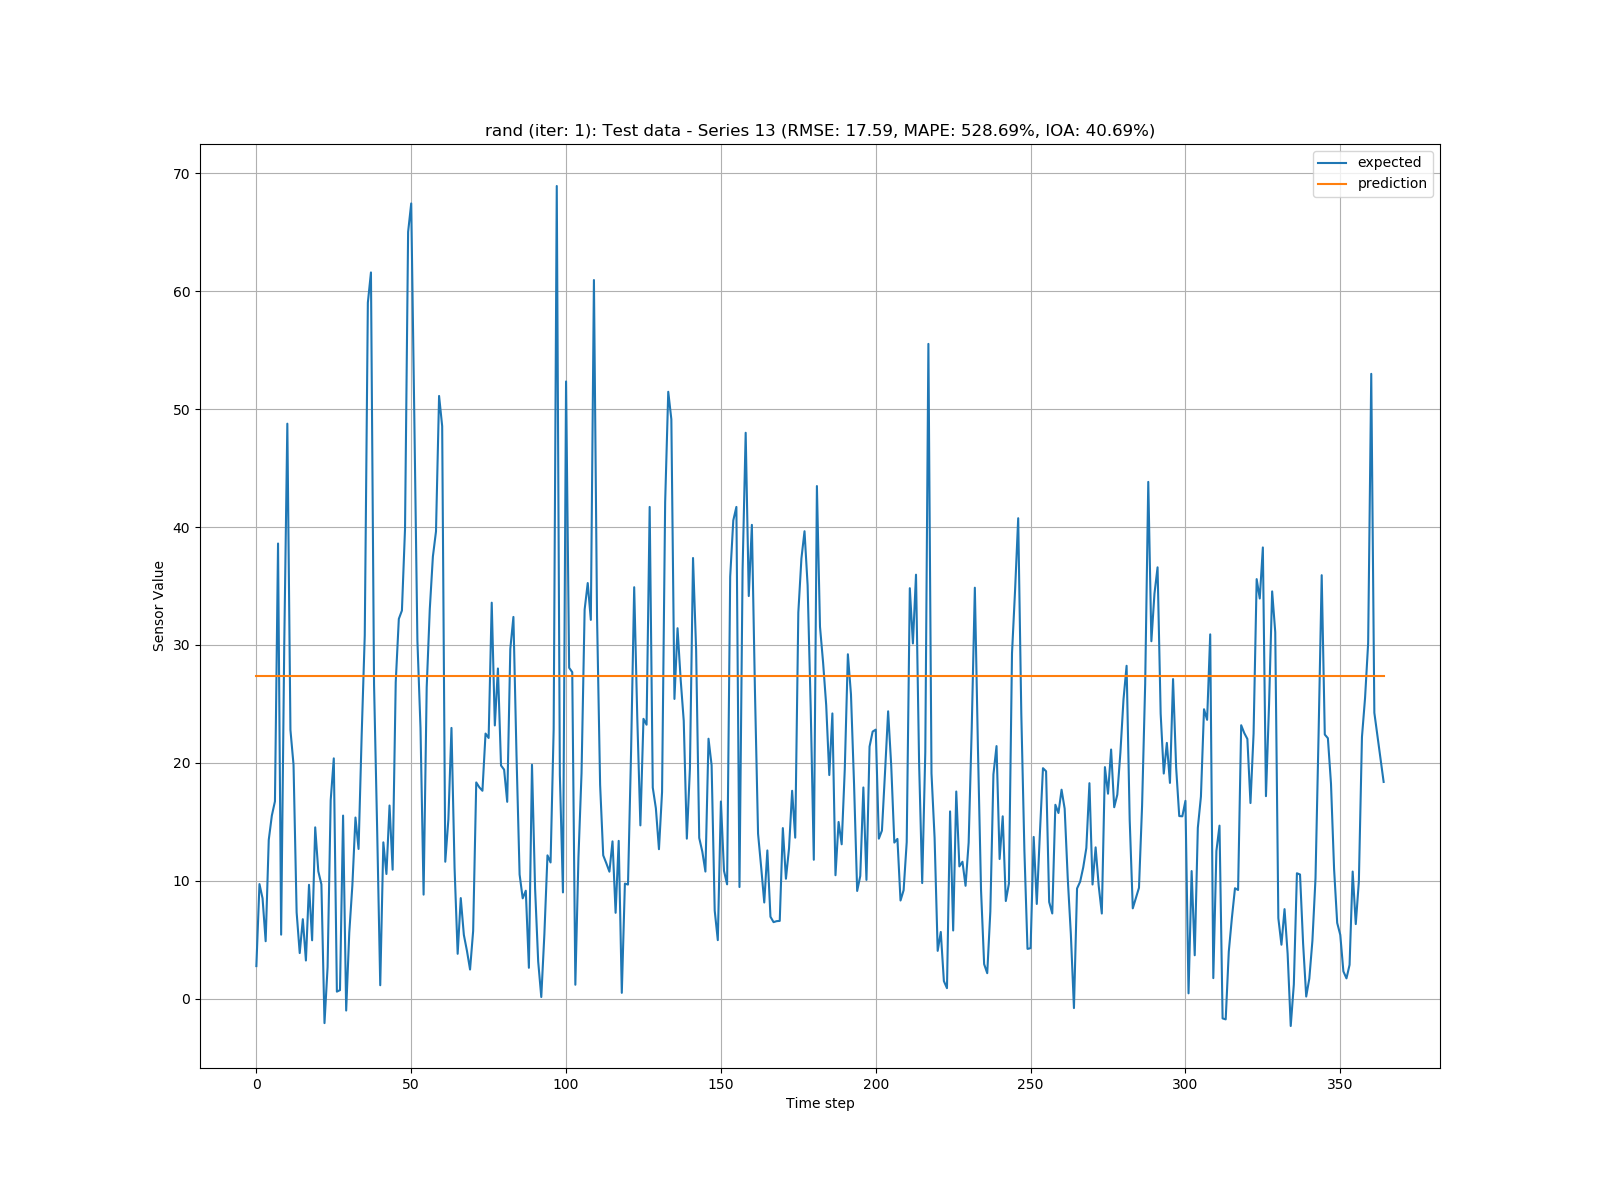 rand (iter: 1): Test data - Series 13 (RMSE: 17.59, MAPE: 528.69%, IOA: 40.69%)
expected
prediction
70
60
50
40
30
20
10
0
Sensor Value
0 50 100 150 200 250 300 350
Time step